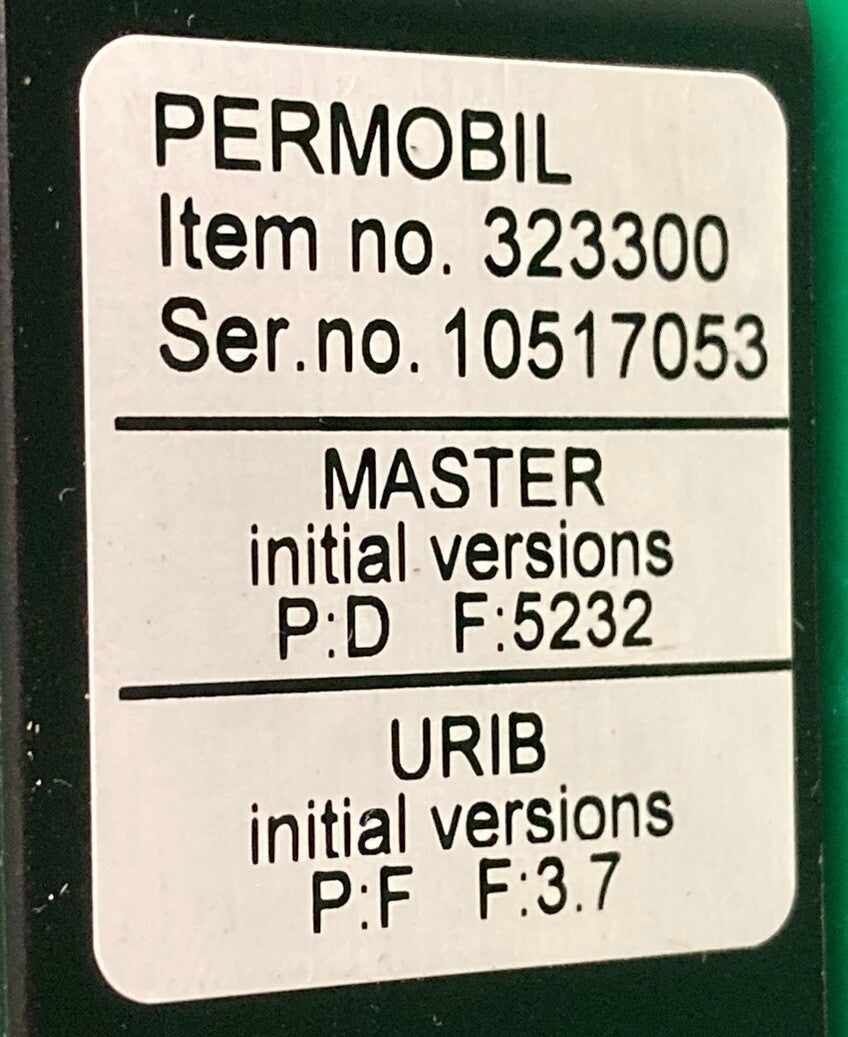 PERMOBIL
Item no. 323300
Ser.no. 10517053
MASTER
initial versions
P:D F:5232
URIB
initial versions
P:F F:3.7